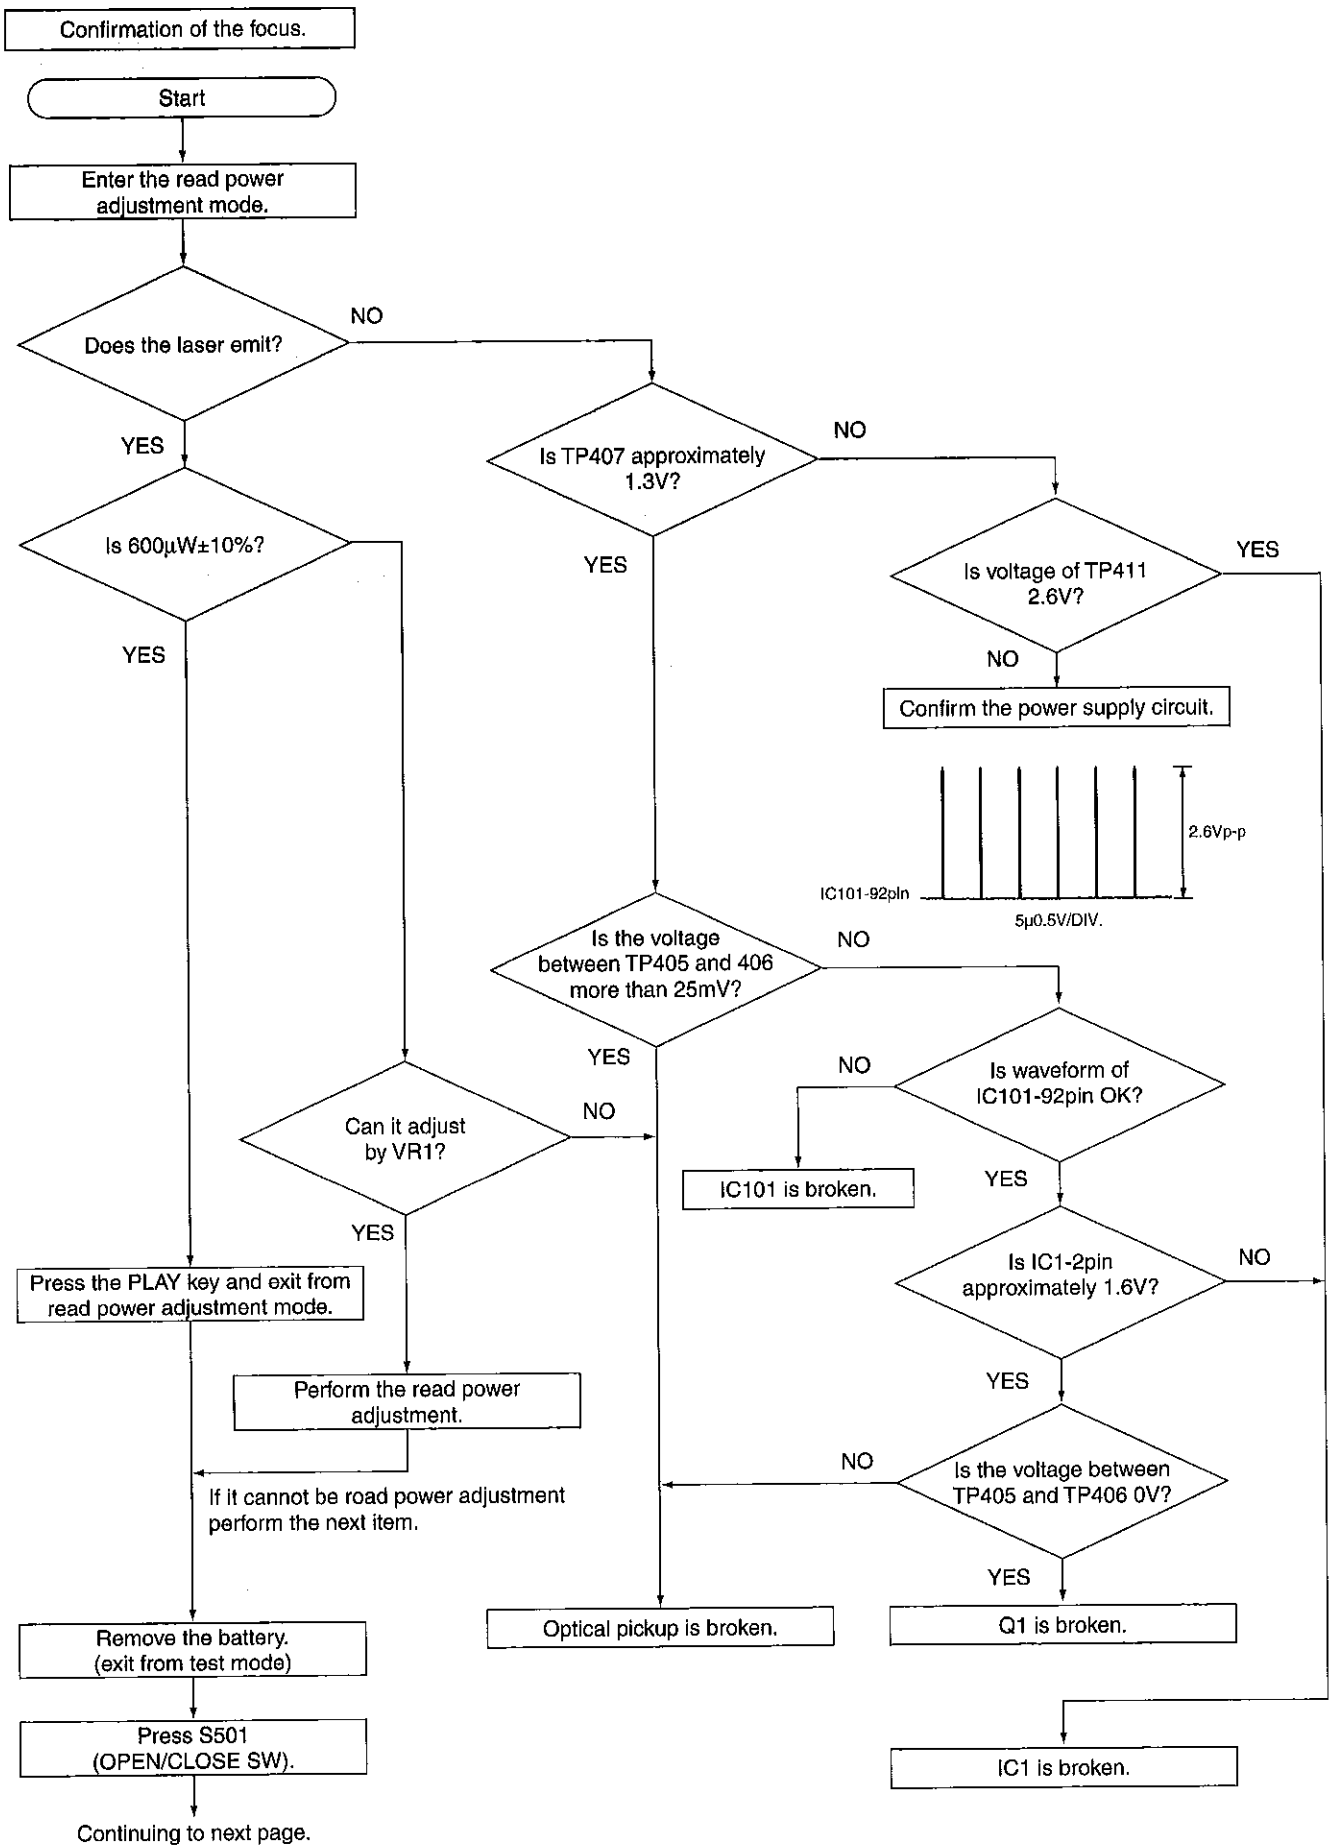 Confirmation of the focus.
Start
Enter the read power
adjustment mode.
Does the laser emit?
NO
YES
Is TP407 approximately
1.3V?
NO
YES
Is 600μW±10%?
YES
Is voltage of TP411
2.6V?
YES
NO
Confirm the power supply circuit.
2.6Vp-p
IC101-92pin
5μ0.5V/DIV.
Is the voltage
between TP405 and 406
more than 25mV?
NO
YES
Is waveform of
IC101-92pin OK?
NO
YES
IC101 is broken.
Can it adjust
by VR1?
NO
YES
Is IC1-2pin
approximately 1.6V?
NO
YES
Press the PLAY key and exit from
read power adjustment mode.
Perform the read power
adjustment.
If it cannot be road power adjustment
perform the next item.
Is the voltage between
TP405 and TP406 0V?
NO
YES
Remove the battery.
(exit from test mode)
Optical pickup is broken.
Q1 is broken.
Press S501
(OPEN/CLOSE SW).
IC1 is broken.
Continuing to next page.